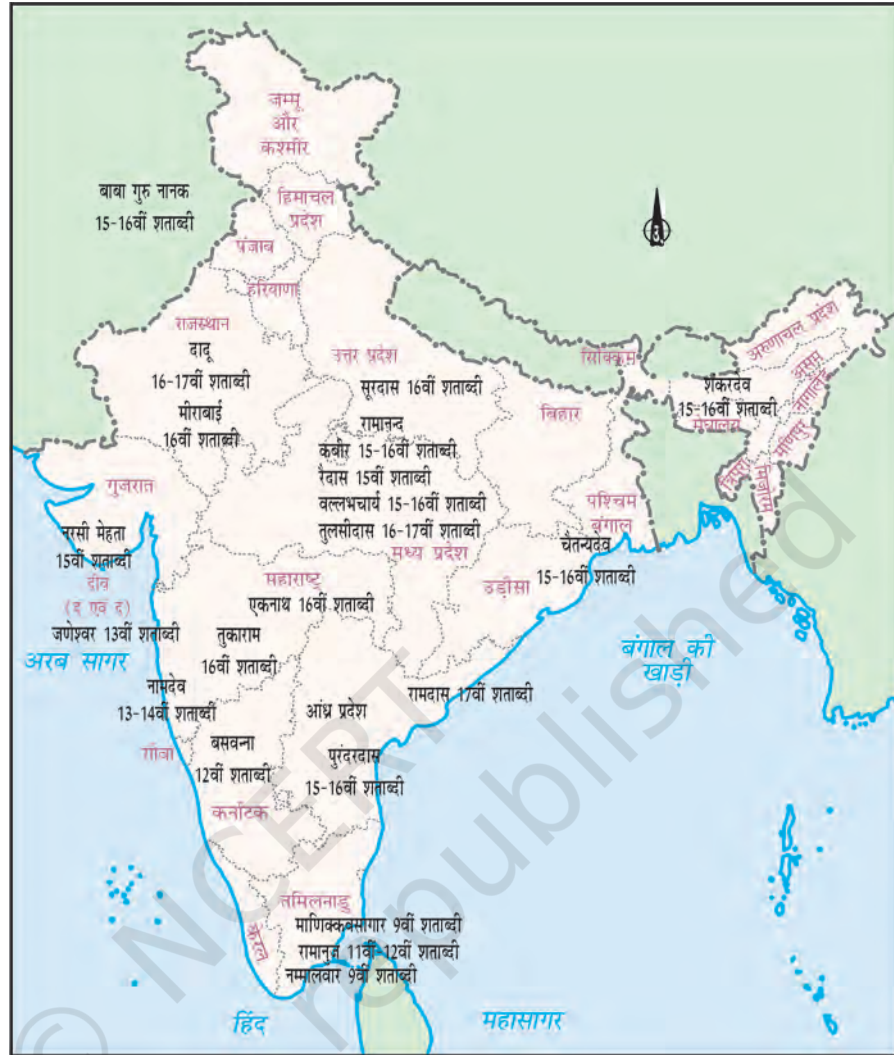 जम्मू
और
कश्मीर
बाबा गुरु नानक
15-16वीं शताब्दी
हिमाचल
प्रदेश
पंजाब
हरियाणा
उ
राजस्थान
दादू
16-17वीं शताब्दी
मीराबाई
16वीं शताब्दी
उत्तर प्रदेश
सूरदास 16वीं शताब्दी
रामानन्द
कबीर 15-16वीं शताब्दी
रैदास 15वीं शताब्दी
वल्लभचार्य 15-16वीं शताब्दी
तुलसीदास 16-17वीं शताब्दी
मध्य प्रदेश
बिहार
सिक्किम
अरुणाचल प्रदेश
असम
नागालैंड
शंकरदेव
15-16वीं शताब्दी
मेघालय
मणिपुर
त्रिपुरा
मिज़ोरम
पश्चिम
बंगाल
चैतन्यदेव
15-16वीं शताब्दी
उड़ीसा
गुजरात
नरसी मेहता
15वीं शताब्दी
दीव
(द एवं द)
जणेश्वर 13वीं शताब्दी
अरब सागर
महाराष्ट्र
एकनाथ 16वीं शताब्दी
तुकाराम
16वीं शताब्दी
नामदेव
13-14वीं शताब्दी
गोवा
रामदास 17वीं शताब्दी
बंगाल की
खाड़ी
आंध्र प्रदेश
बसवन्ना
12वीं शताब्दी
पुरंदरदास
15-16वीं शताब्दी
कर्नाटक
तमिलनाडु
केरल
माणिक्कवसागार 9वीं शताब्दी
रामानुज 11वीं-12वीं शताब्दी
नम्मालवार 9वीं शताब्दी
हिंद
महासागर
© NCERT
republished